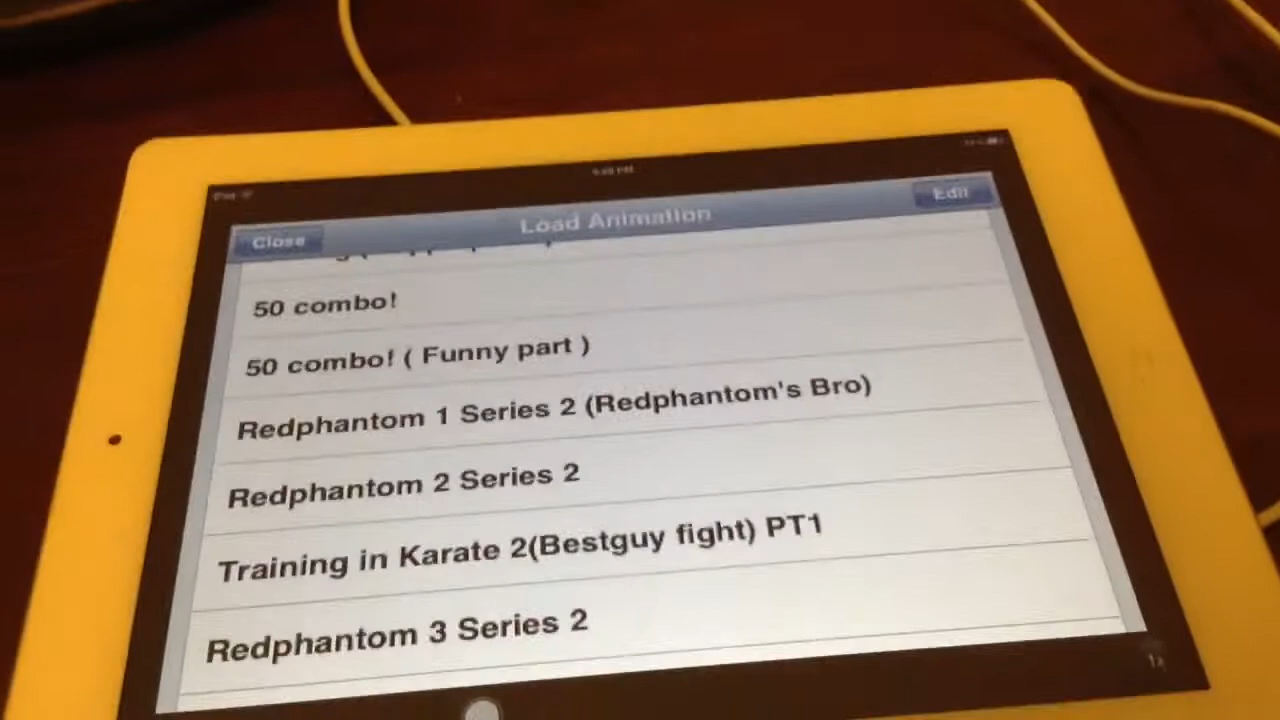 Close
Load Animation
Edit
50 combo!
50 combo! ( Funny part )
Redphantom 1 Series 2 (Redphantom's Bro)
Redphantom 2 Series 2
Training in Karate 2(Bestguy fight) PT1
Redphantom 3 Series 2